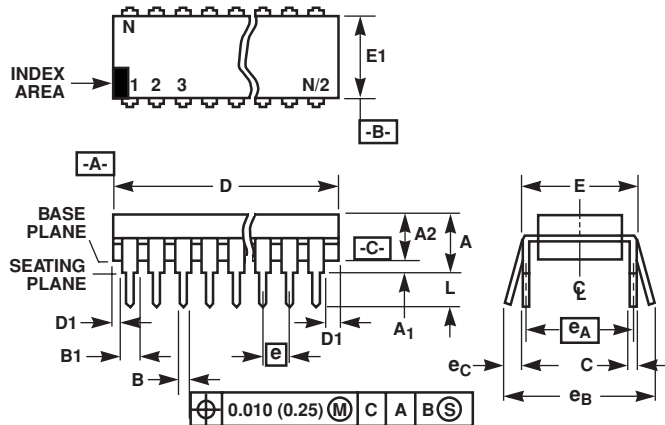 N
E1
INDEX
AREA
1 2 3 N/2
-B-
-A-
D
E
BASE
PLANE
A2 A
-C-
SEATING
PLANE
L
℄
D1
A1
D1
eA
B1
e
eC
C
B
eB
⌖ 0.010 (0.25) Ⓜ C A B Ⓢ